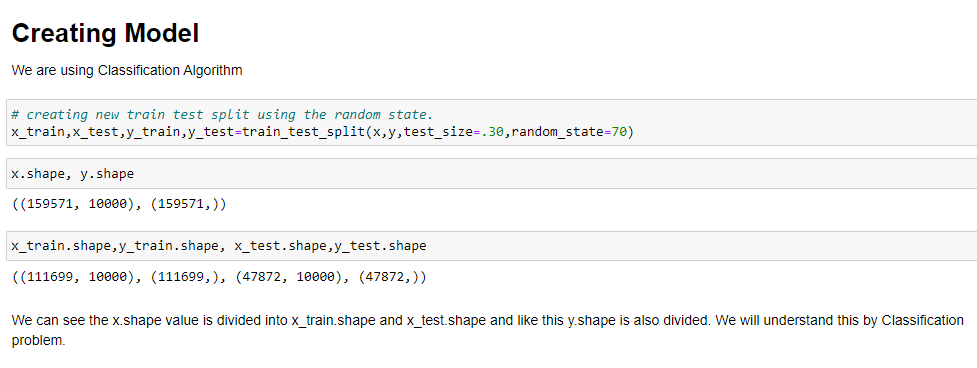 Creating Model
We are using Classification Algorithm
# creating new train test split using the random state.
x_train,x_test,y_train,y_test=train_test_split(x,y,test_size=.30,random_state=70)
x.shape, y.shape
((159571, 10000), (159571,))
x_train.shape,y_train.shape, x_test.shape,y_test.shape
((111699, 10000), (111699,), (47872, 10000), (47872,))
We can see the x.shape value is divided into x_train.shape and x_test.shape and like this y.shape is also divided. We will understand this by Classification
problem.